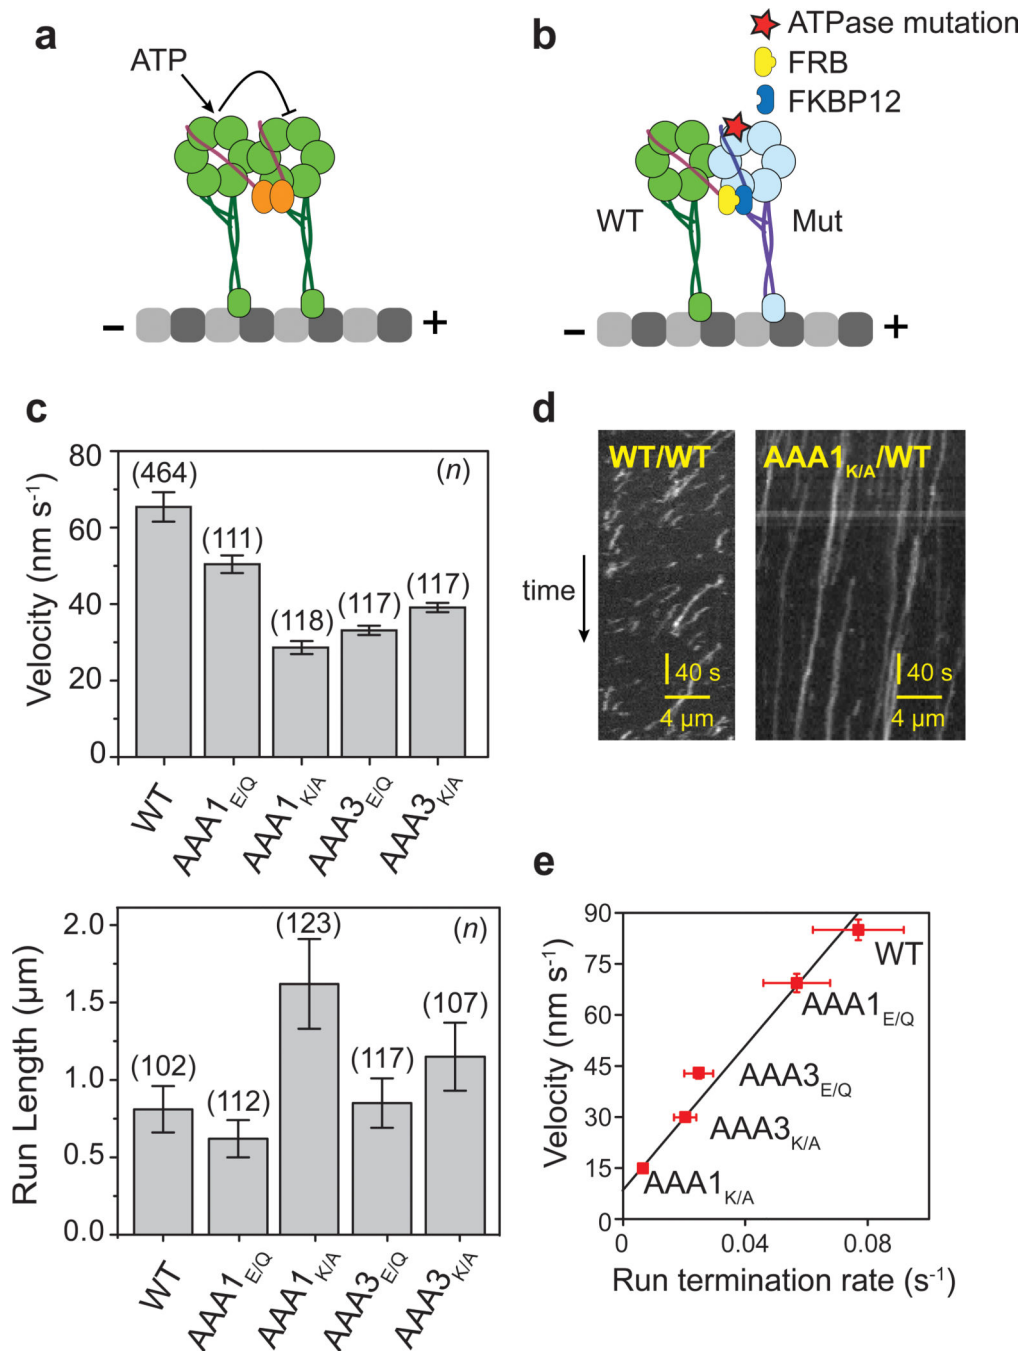 a
ATP
− +
b
ATPase mutation
FRB
FKBP12
WT
Mut
− +
c
Velocity (nm s-1)
80
60
40
20
0
(n)
(464)
(111)
(118)
(117)
(117)
WT
AAA1E/Q
AAA1K/A
AAA3E/Q
AAA3K/A
Run Length (µm)
2.0
1.5
1.0
0.5
0.0
(n)
(102)
(112)
(123)
(117)
(107)
WT
AAA1E/Q
AAA1K/A
AAA3E/Q
AAA3K/A
d
time
WT/WT
40 s
4 µm
AAA1K/A/WT
40 s
4 µm
e
Velocity (nm s-1)
90
75
60
45
30
15
0
WT
AAA1E/Q
AAA3E/Q
AAA3K/A
AAA1K/A
0 0.04 0.08
Run termination rate (s-1)